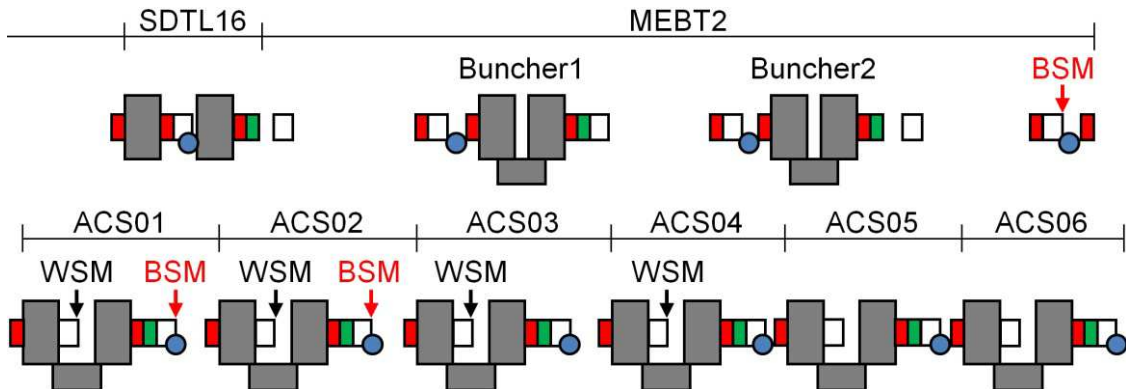 SDTL16 MEBT2
Buncher1 Buncher2 BSM
ACS01 ACS02 ACS03 ACS04 ACS05 ACS06
WSM BSM WSM BSM WSM WSM